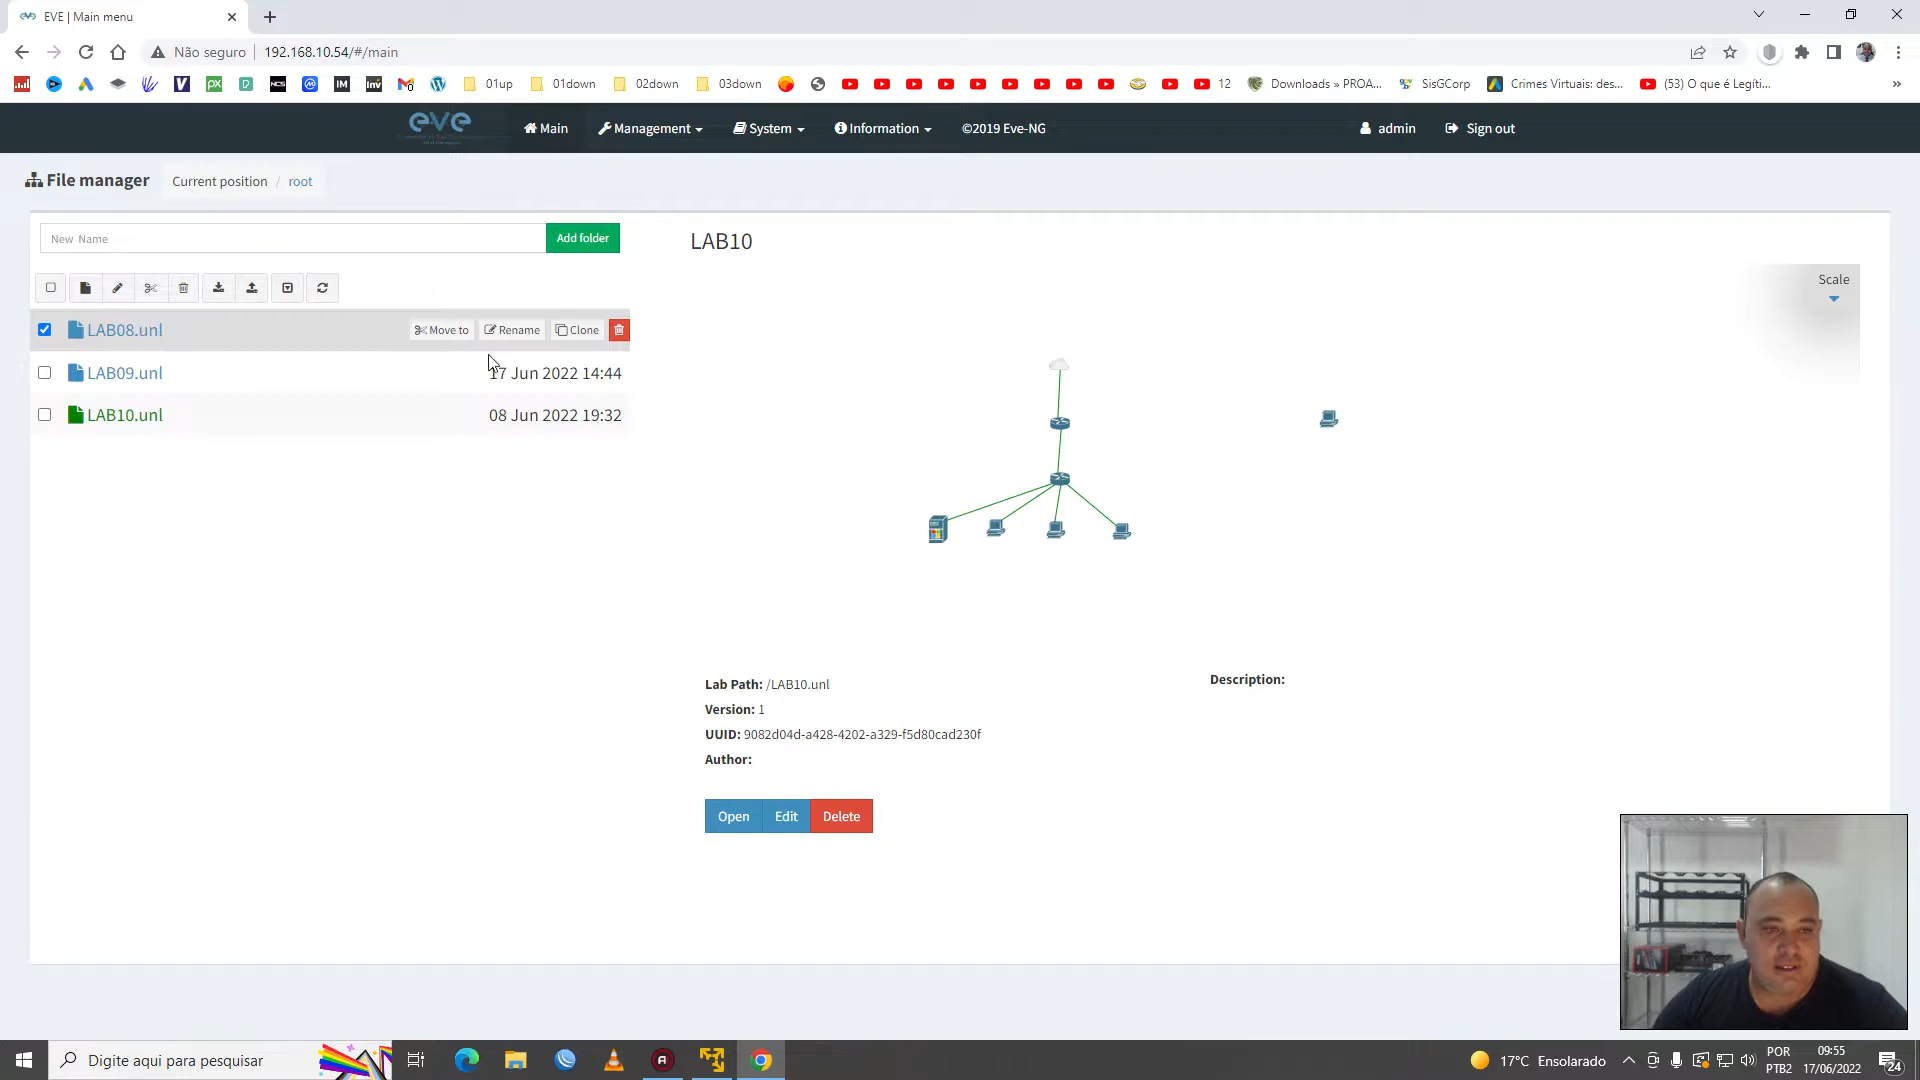 EVE | Main menu
Não seguro
192.168.10.54/#/main
01up
01down
02down
03down
12
Downloads » PROA...
SisGCorp
Crimes Virtuais: des...
(53) O que é Legíti...
eve
Main
Management
System
Information
©2019 Eve-NG
admin
Sign out
File manager
Current position / root
New Name
Add folder
LAB10
Scale
LAB08.unl
Move to
Rename
Clone
LAB09.unl
17 Jun 2022 14:44
LAB10.unl
08 Jun 2022 19:32
Lab Path: /LAB10.unl
Version: 1
UUID: 9082d04d-a428-4202-a329-f5d80cad230f
Author:
Description:
Open
Edit
Delete
Digite aqui para pesquisar
17°C Ensolarado
POR
PTB2
09:55
17/06/2022
24